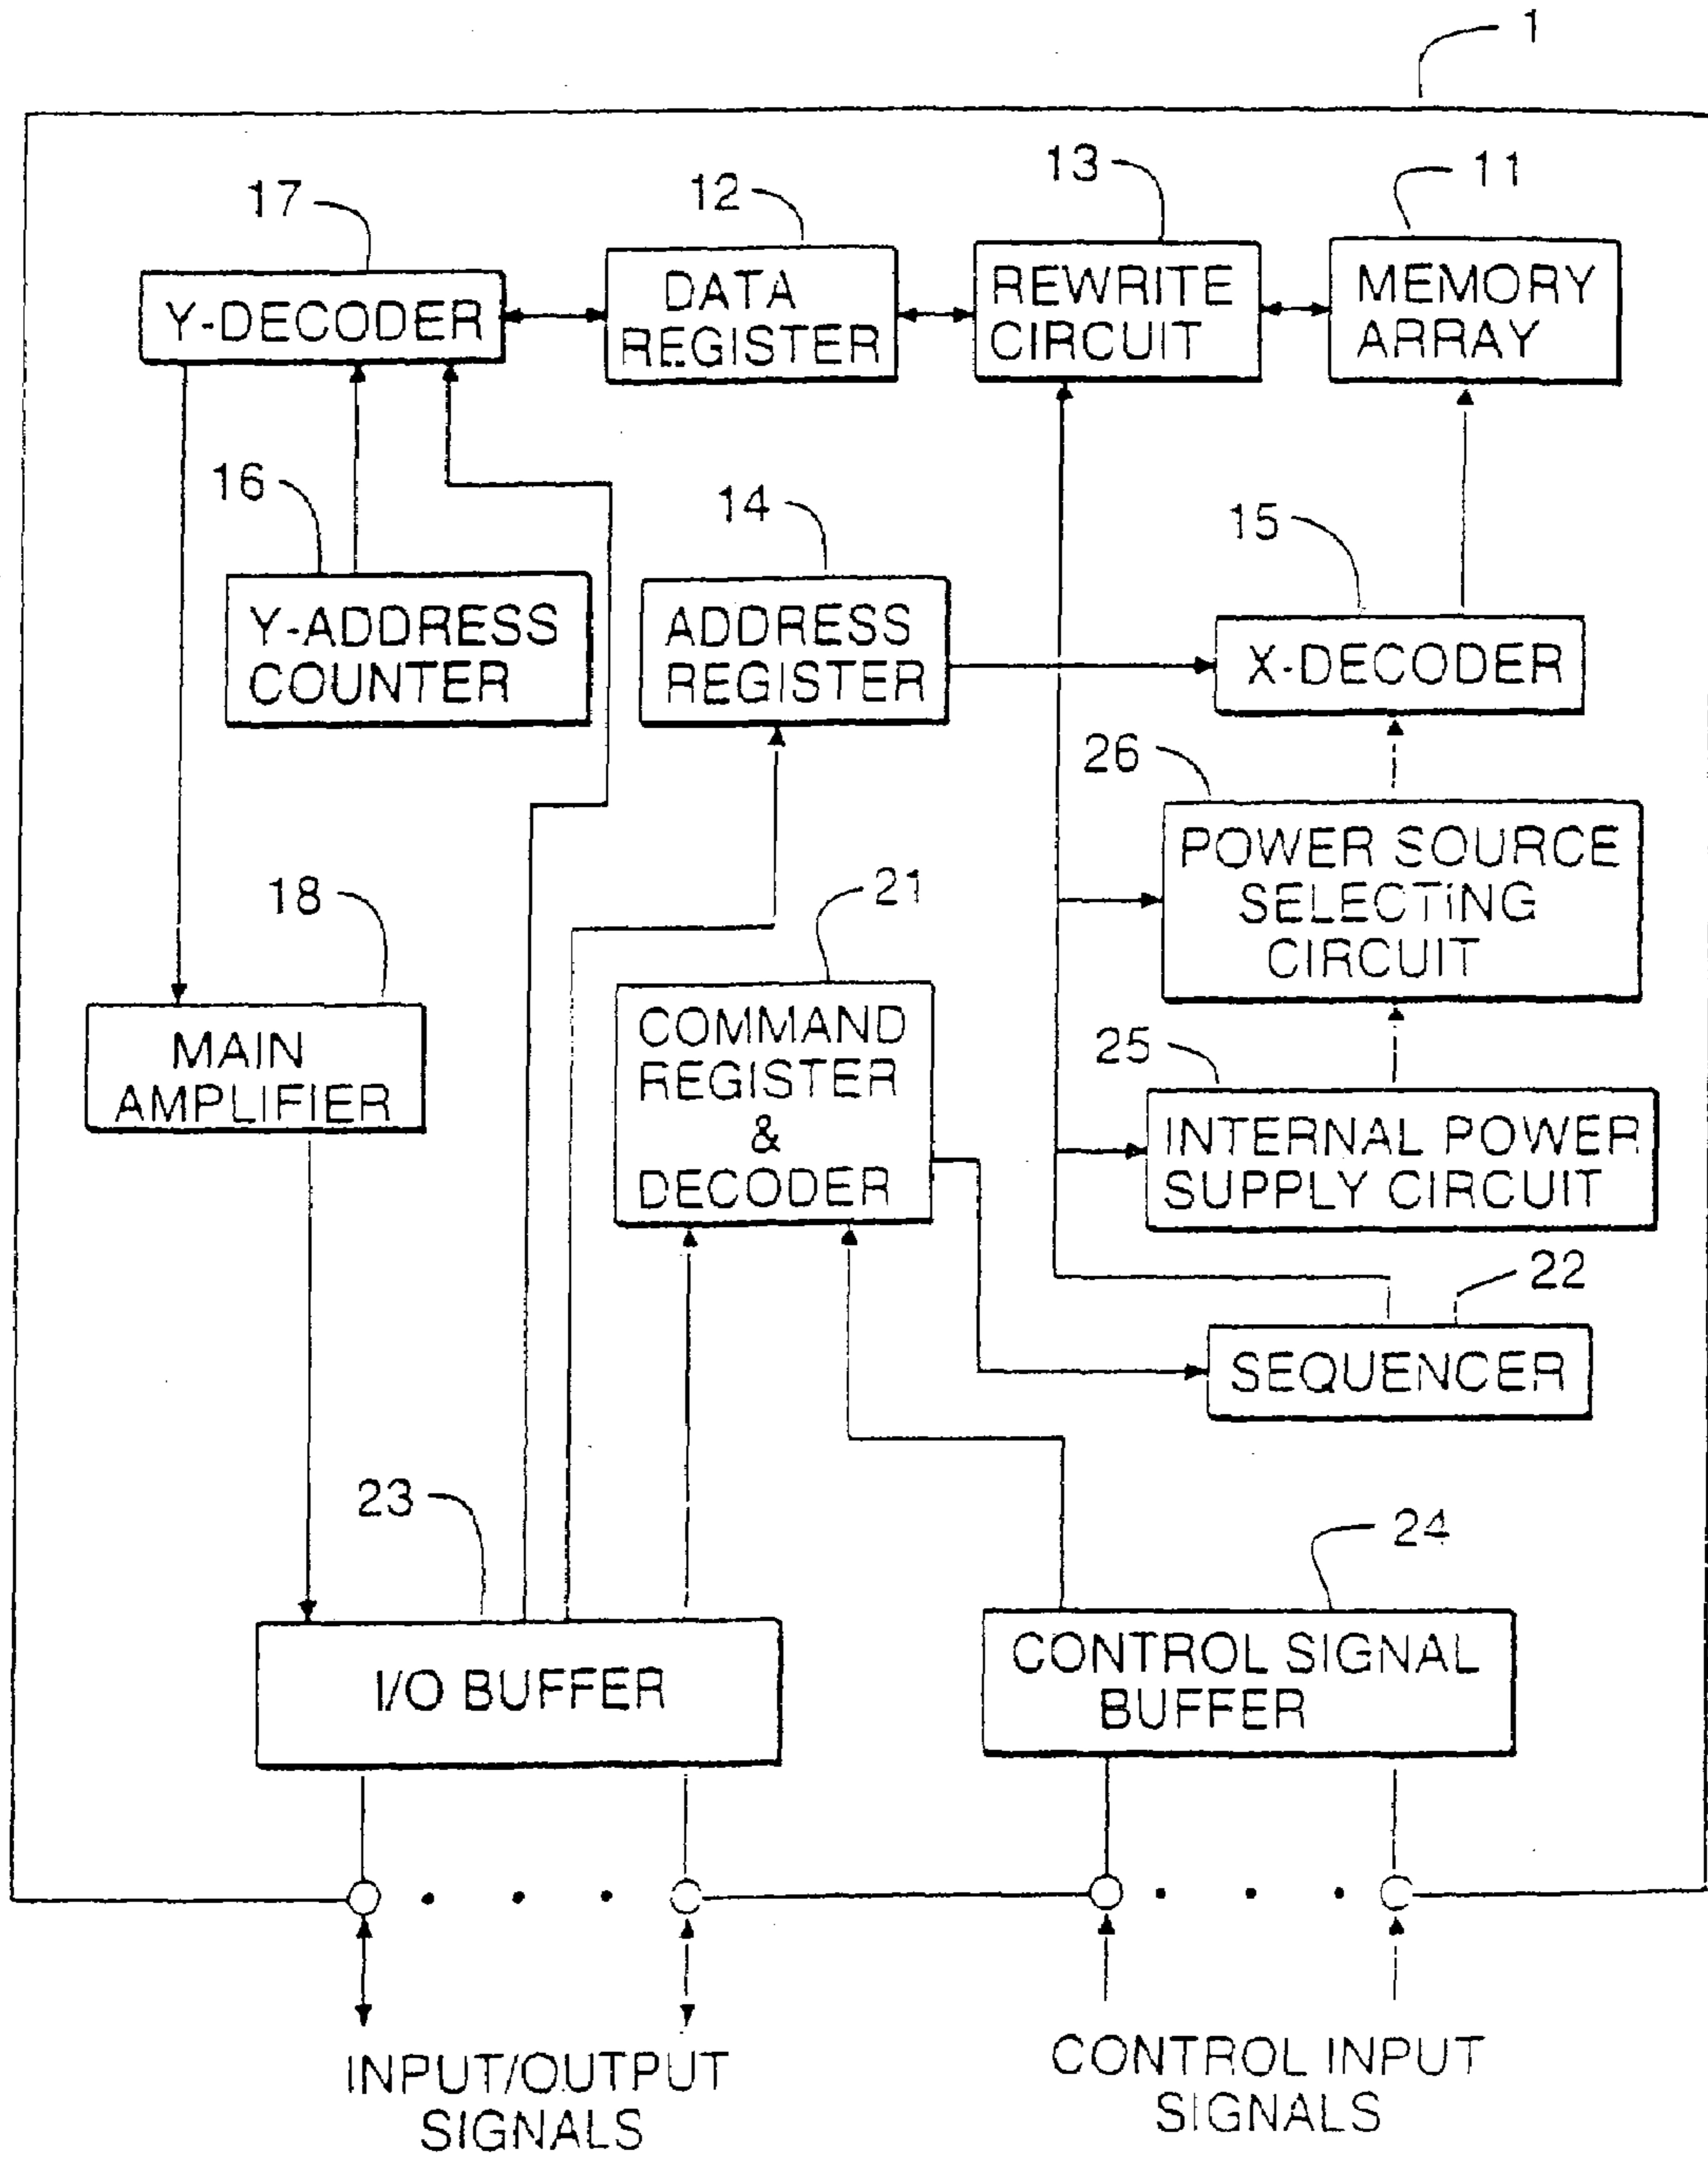 1
13
11
12
17
Y-DECODER
DATA
REGISTER
REWRITE
CIRCUIT
MEMORY
ARRAY
16
14
15
Y-ADDRESS
COUNTER
ADDRESS
REGISTER
X-DECODER
26
POWER SOURCE
SELECTING
CIRCUIT
18
21
MAIN
AMPLIFIER
COMMAND
REGISTER
&
DECODER
25
INTERNAL POWER
SUPPLY CIRCUIT
22
SEQUENCER
23
24
I/O BUFFER
CONTROL SIGNAL
BUFFER
INPUT/OUTPUT
SIGNALS
CONTROL INPUT
SIGNALS